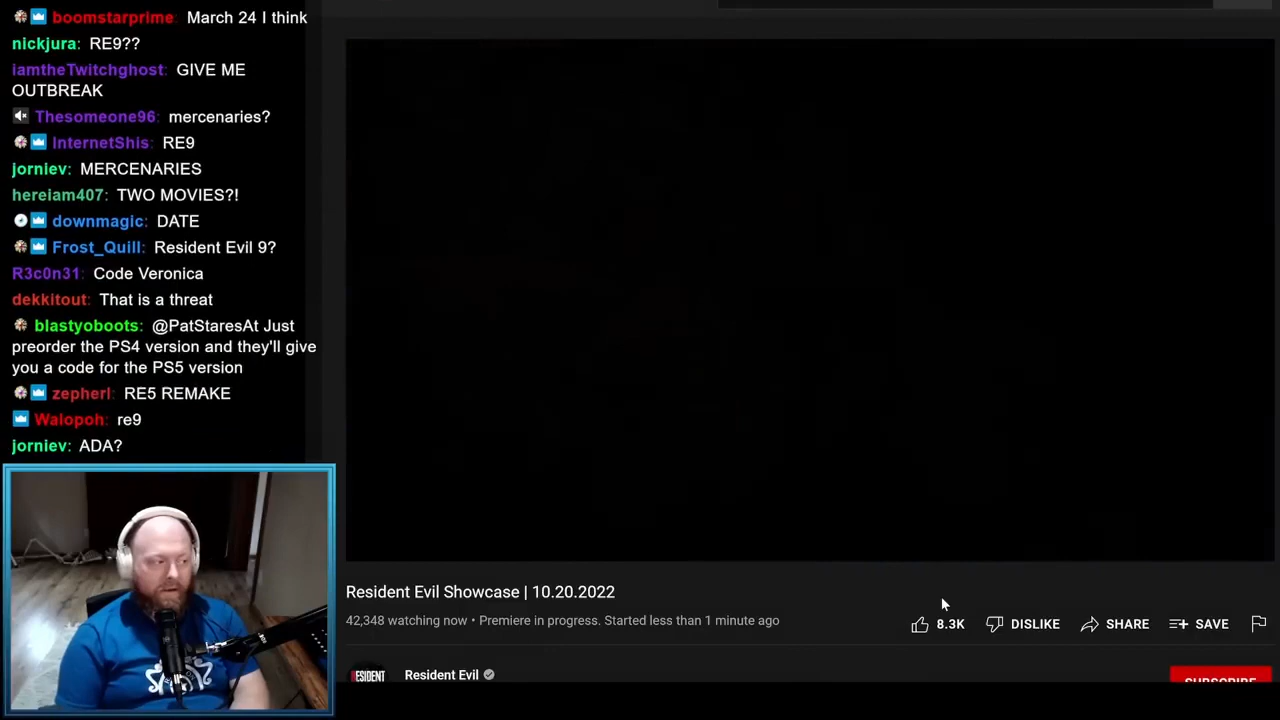 boomstarprime: March 24 I think
nickjura: RE9??
iamtheTwitchghost: GIVE ME
OUTBREAK
Thesomeone96: mercenaries?
InternetShis: RE9
jorniev: MERCENARIES
hereiam407: TWO MOVIES?!
downmagic: DATE
Frost_Quill: Resident Evil 9?
R3c0n31: Code Veronica
dekkitout: That is a threat
blastyoboots: @PatStaresAt Just
preorder the PS4 version and they'll give
you a code for the PS5 version
zepherl: RE5 REMAKE
Walopoh: re9
jorniev: ADA?
Resident Evil Showcase | 10.20.2022
42,348 watching now • Premiere in progress. Started less than 1 minute ago
8.3K DISLIKE SHARE SAVE
RESIDENT
Resident Evil
SUBSCRIBE